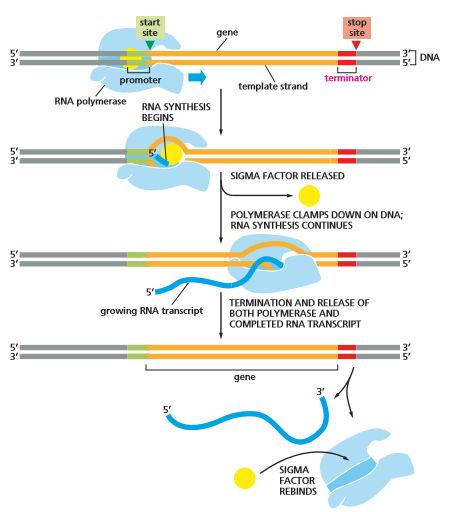 start
site
stop
site
gene
5′
3′
3′
5′
DNA
promoter
template strand
terminator
RNA polymerase
RNA SYNTHESIS
BEGINS
5′
5′
3′
3′
5′
SIGMA FACTOR RELEASED
POLYMERASE CLAMPS DOWN ON DNA;
RNA SYNTHESIS CONTINUES
5′
3′
3′
5′
5′
growing RNA transcript
TERMINATION AND RELEASE OF
BOTH POLYMERASE AND
COMPLETED RNA TRANSCRIPT
5′
3′
3′
5′
gene
5′
3′
SIGMA
FACTOR
REBINDS